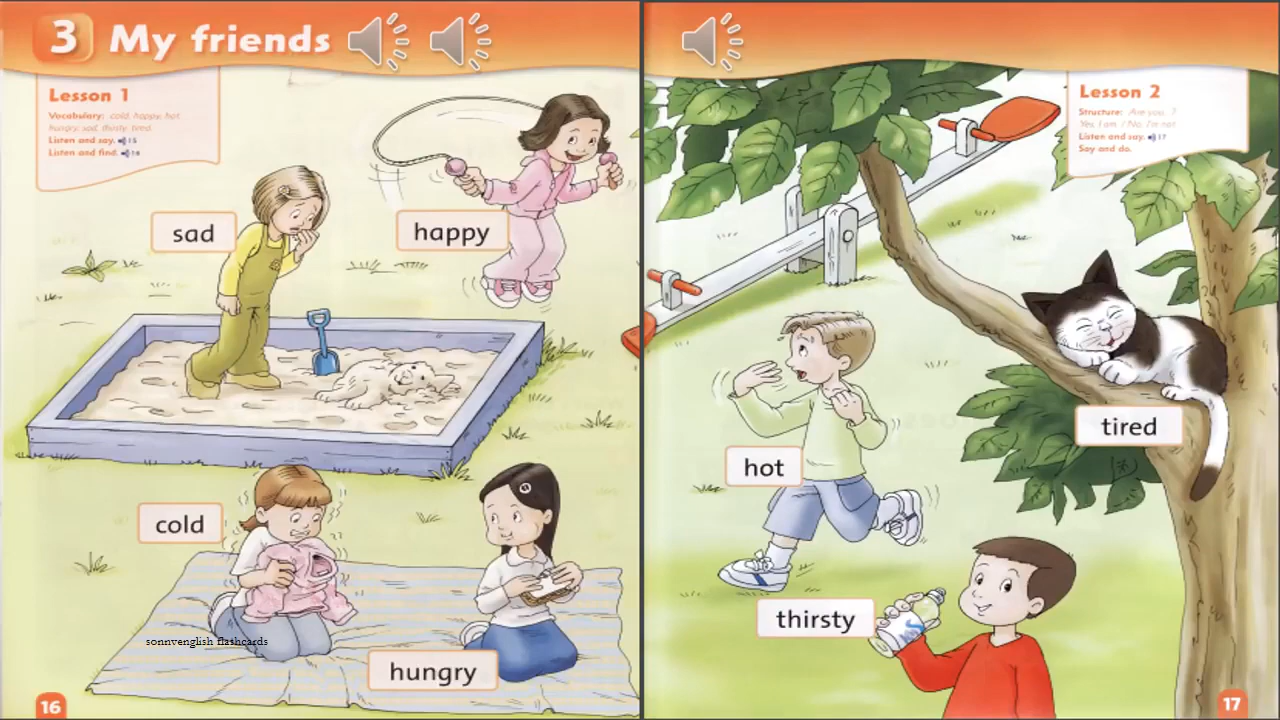 3 My friends
Lesson 1
Vocabulary: cold, happy, hot
hungry, sad, thirsty, tired
Listen and say. 15
Listen and find.
sad
happy
cold
sonnvenglish flashcards
hungry
16
Lesson 2
Structure: Are you...?
Yes, I am. / No, I'm not.
Listen and say. 17
Say and do.
tired
hot
thirsty
17